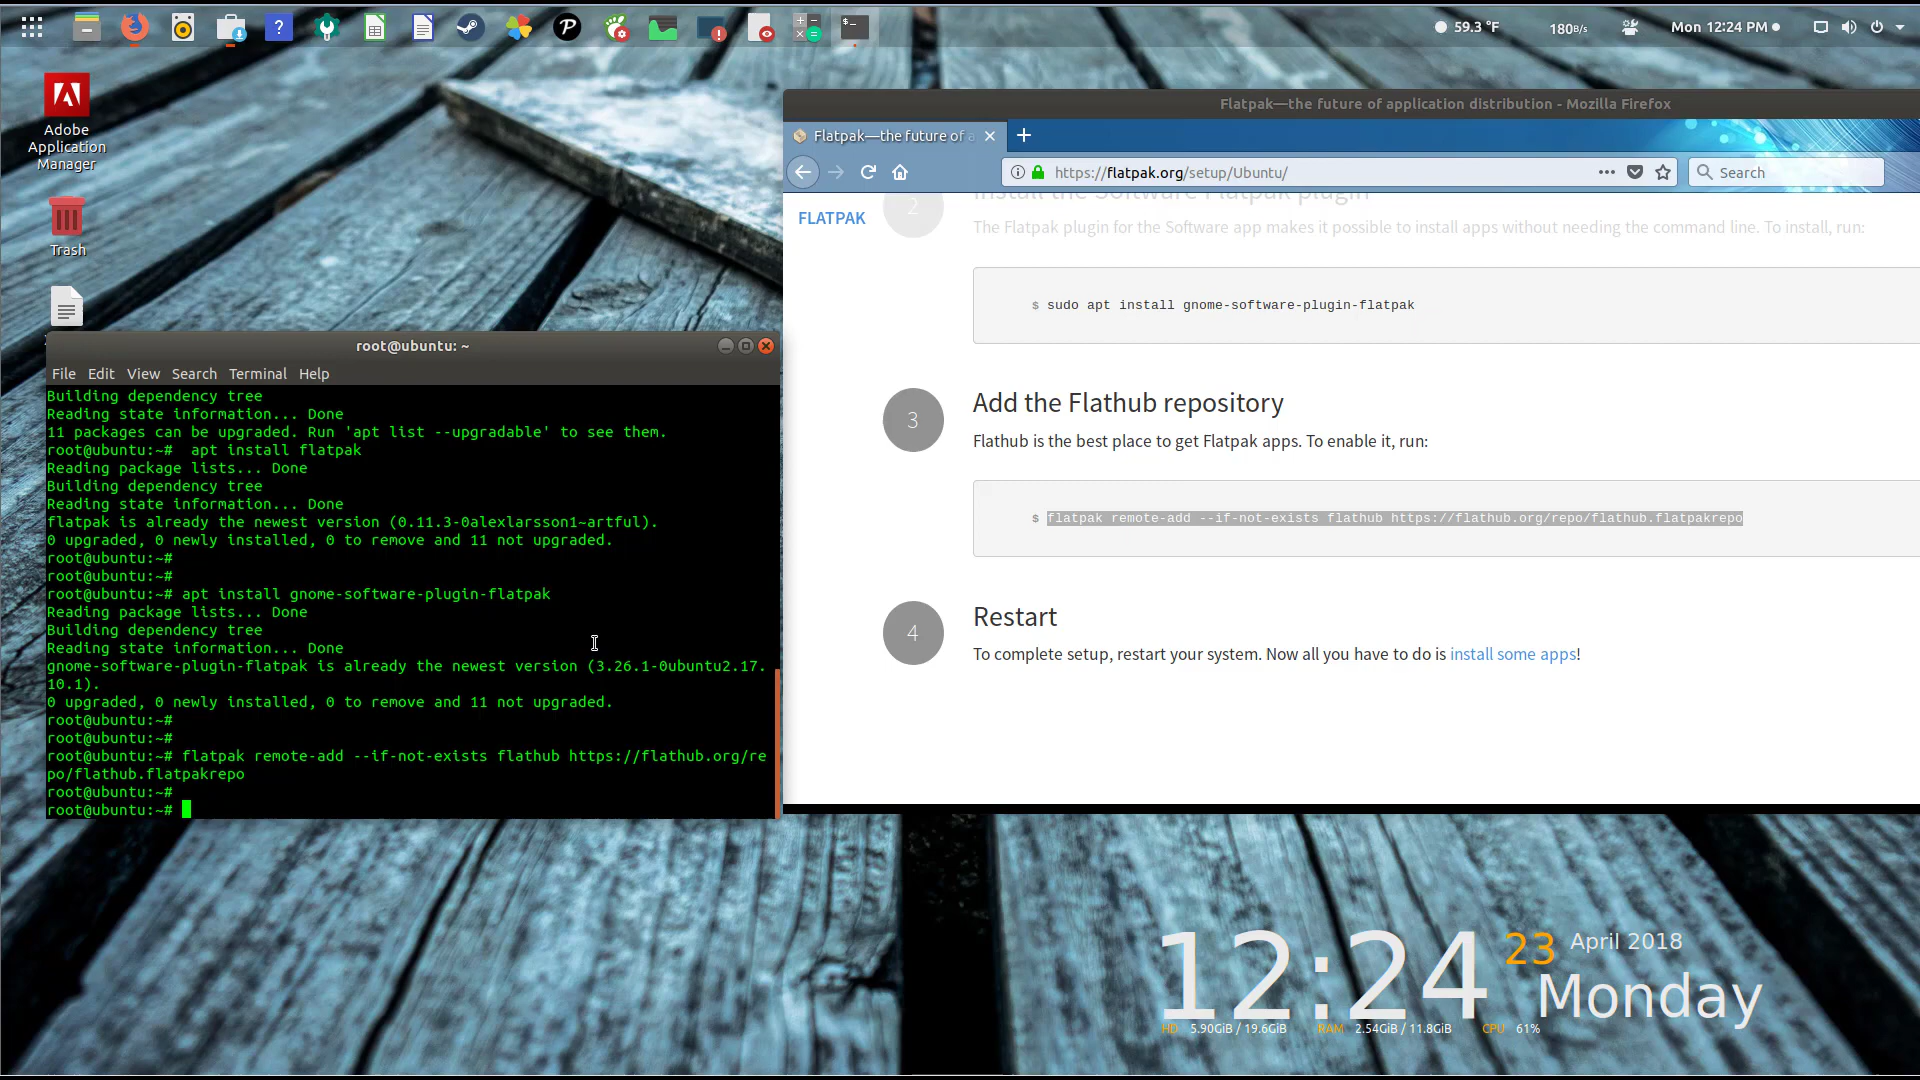 59.3 °F
180B/s
Mon 12:24 PM
Adobe
Application
Manager
Trash
Flatpak—the future of application distribution - Mozilla Firefox
Flatpak—the future of a
https://flatpak.org/setup/Ubuntu/
Search
FLATPAK
2
Install the Software Flatpak plugin
The Flatpak plugin for the Software app makes it possible to install apps without needing the command line. To install, run:
$ sudo apt install gnome-software-plugin-flatpak
3
Add the Flathub repository
Flathub is the best place to get Flatpak apps. To enable it, run:
$ flatpak remote-add --if-not-exists flathub https://flathub.org/repo/flathub.flatpakrepo
4
Restart
To complete setup, restart your system. Now all you have to do is install some apps!
root@ubuntu: ~
File Edit View Search Terminal Help
Building dependency tree
Reading state information... Done
11 packages can be upgraded. Run 'apt list --upgradable' to see them.
root@ubuntu:~#  apt install flatpak
Reading package lists... Done
Building dependency tree
Reading state information... Done
flatpak is already the newest version (0.11.3-0alexlarsson1~artful).
0 upgraded, 0 newly installed, 0 to remove and 11 not upgraded.
root@ubuntu:~#
root@ubuntu:~#
root@ubuntu:~# apt install gnome-software-plugin-flatpak
Reading package lists... Done
Building dependency tree
Reading state information... Done
gnome-software-plugin-flatpak is already the newest version (3.26.1-0ubuntu2.17.
10.1).
0 upgraded, 0 newly installed, 0 to remove and 11 not upgraded.
root@ubuntu:~#
root@ubuntu:~#
root@ubuntu:~# flatpak remote-add --if-not-exists flathub https://flathub.org/re
po/flathub.flatpakrepo
root@ubuntu:~#
root@ubuntu:~#
12:24
23
April 2018
Monday
HD 5.90GiB / 19.6GiB RAM 2.54GiB / 11.8GiB CPU 61%